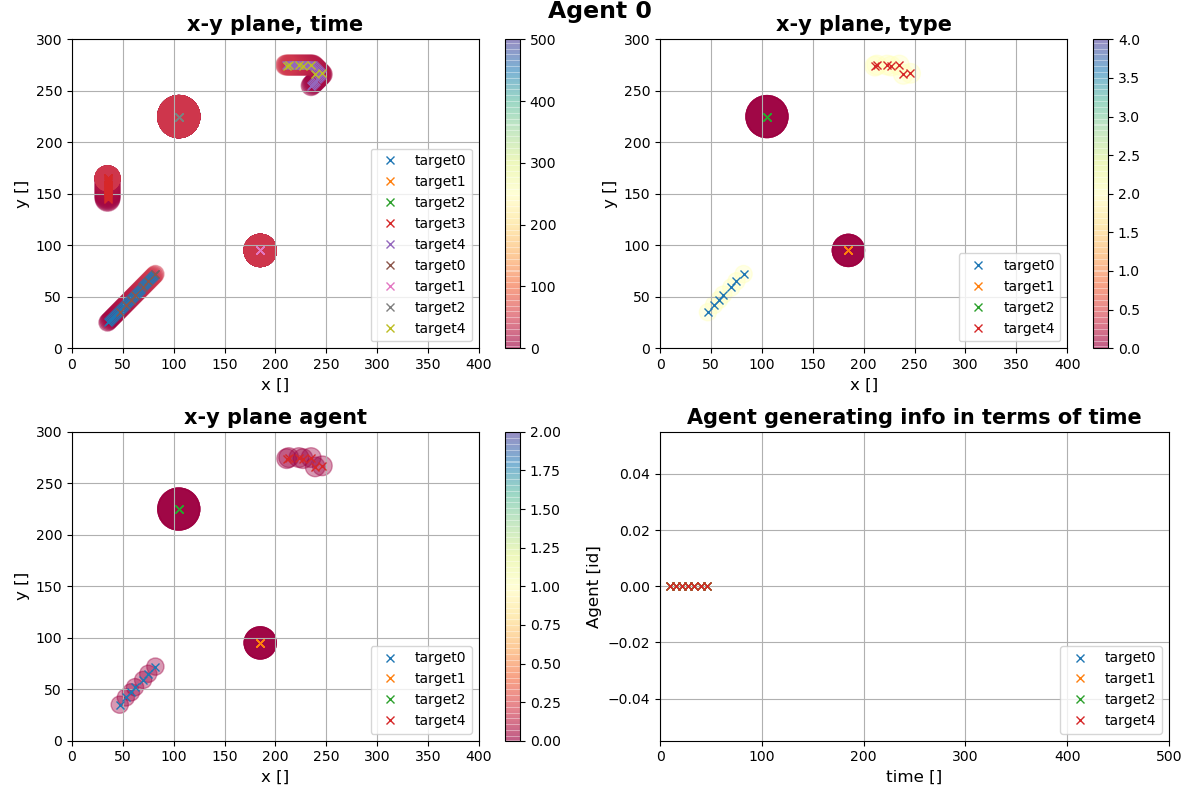 Agent 0
x-y plane, time
300
250
200
150
100
50
0
y []
0 50 100 150 200 250 300 350 400
x []
target0
target1
target2
target3
target4
target0
target1
target2
target4
500
400
300
200
100
0
x-y plane, type
300
250
200
150
100
50
0
y []
0 50 100 150 200 250 300 350 400
x []
target0
target1
target2
target4
4.0
3.5
3.0
2.5
2.0
1.5
1.0
0.5
0.0
x-y plane agent
300
250
200
150
100
50
0
y []
0 50 100 150 200 250 300 350 400
x []
target0
target1
target2
target4
2.00
1.75
1.50
1.25
1.00
0.75
0.50
0.25
0.00
Agent generating info in terms of time
0.04
0.02
0.00
−0.02
−0.04
Agent [id]
0 100 200 300 400 500
time []
target0
target1
target2
target4